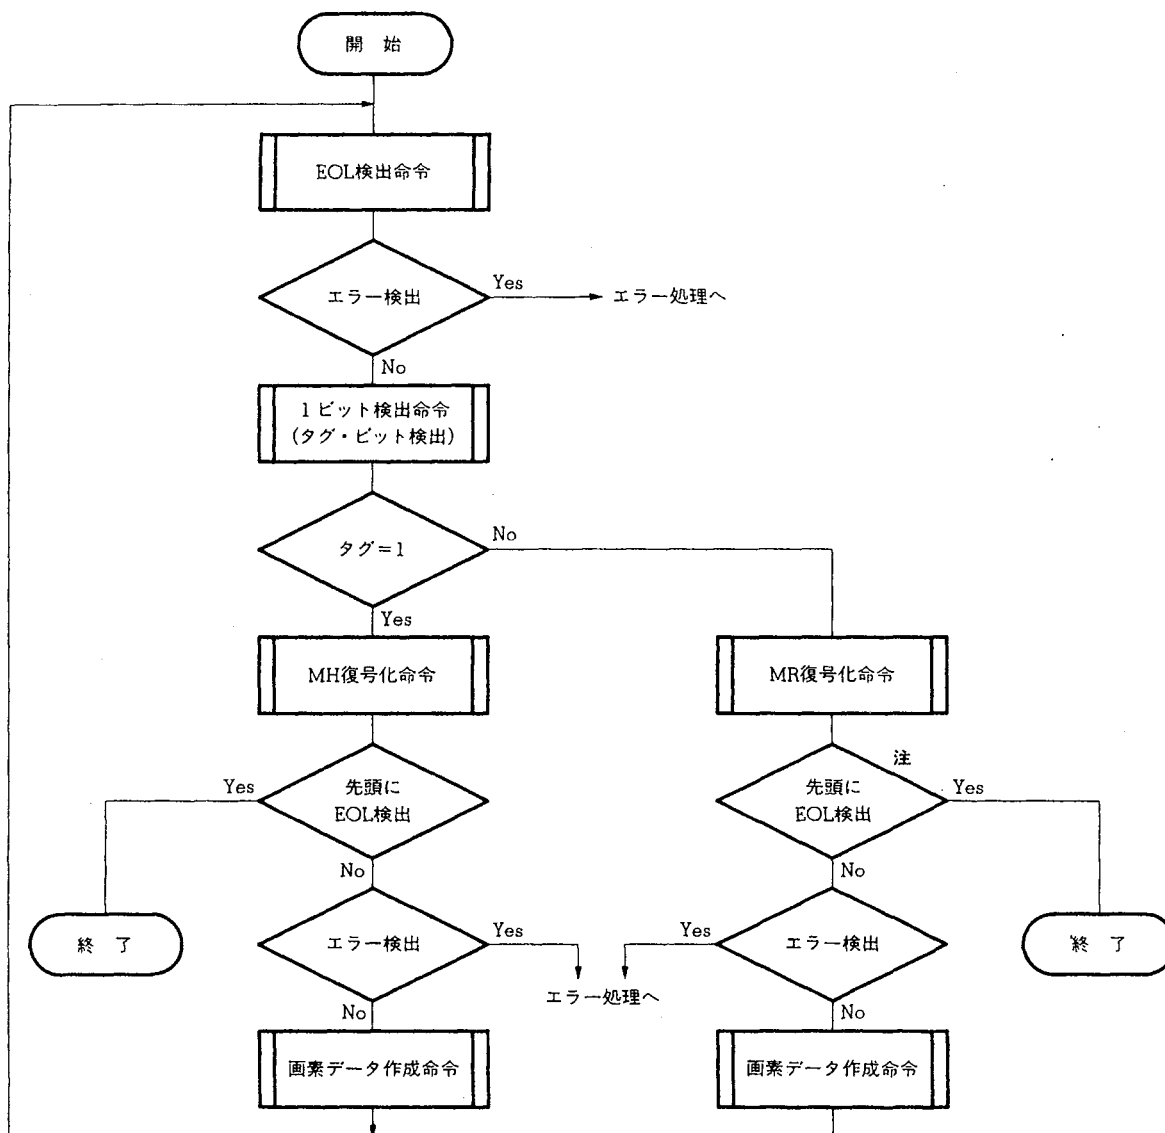 開 始
EOL検出命令
エラー検出
Yes
エラー処理へ
No
1ビット検出命令
(タグ・ビット検出)
タグ=1
No
Yes
MH復号化命令
MR復号化命令
注
Yes
先頭に
EOL検出
先頭に
EOL検出
Yes
No
No
終 了
エラー検出
Yes
Yes
エラー検出
終 了
エラー処理へ
No
No
画素データ作成命令
画素データ作成命令